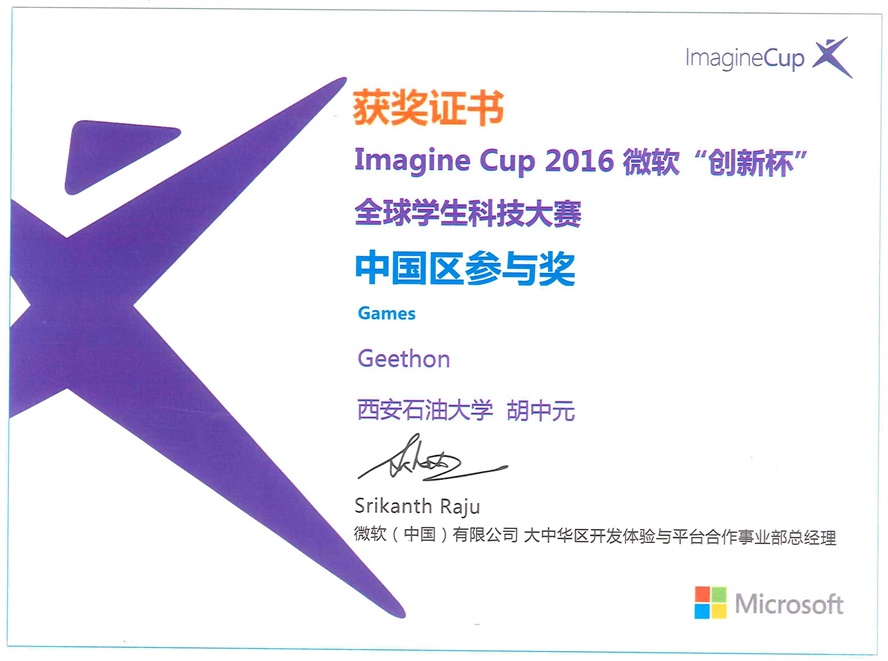 ImagineCup
获奖证书
Imagine Cup 2016 微软“创新杯”
全球学生科技大赛
中国区参与奖
Games
Geethon
西安石油大学 胡中元
Srikanth Raju
微软（中国）有限公司 大中华区开发体验与平台合作事业部总经理
Microsoft